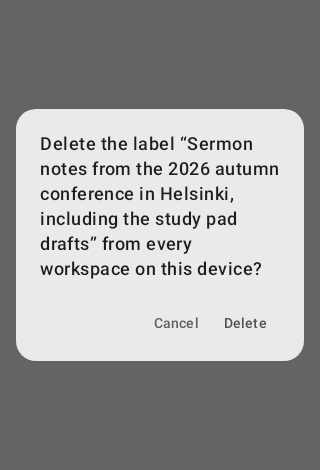 Delete the label “Sermon
notes from the 2026 autumn
conference in Helsinki,
including the study pad
drafts” from every
workspace on this device?
Cancel Delete